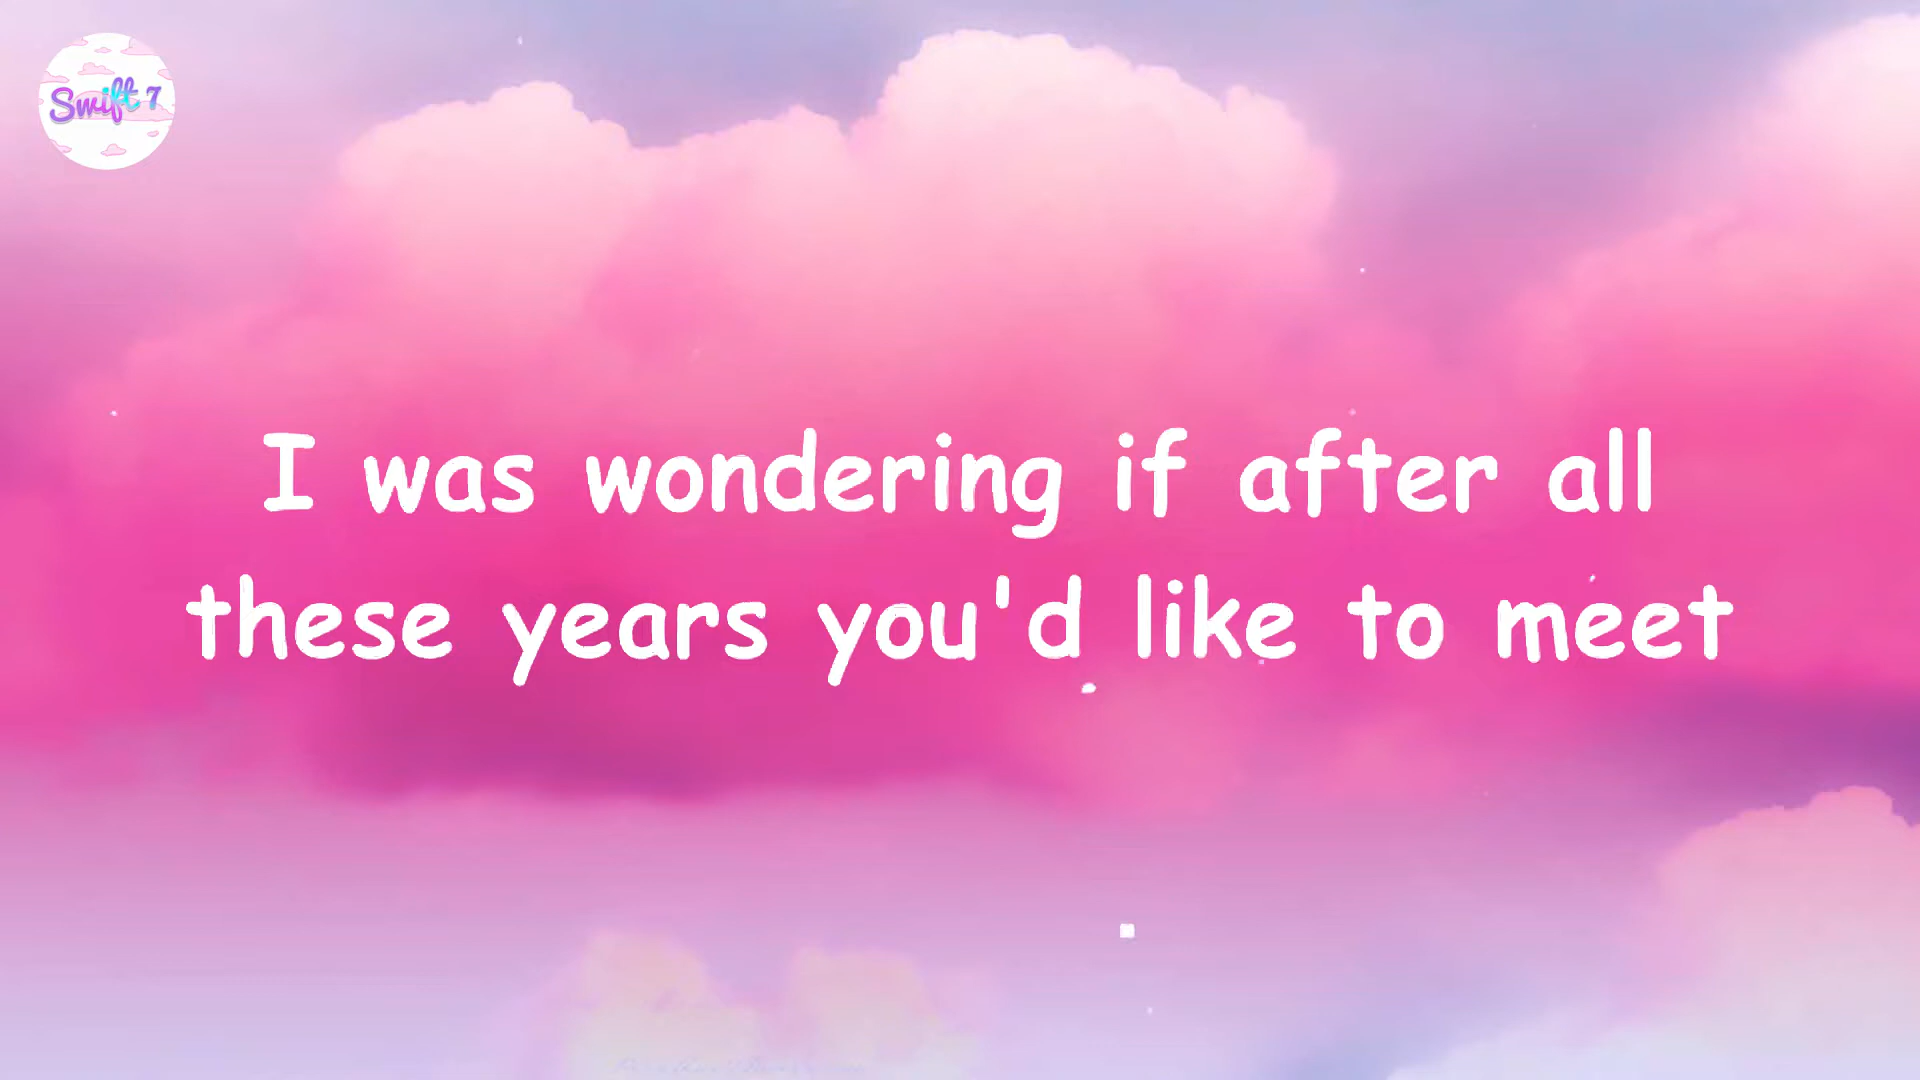 Swift 7
I was wondering if after all
these years you'd like to meet